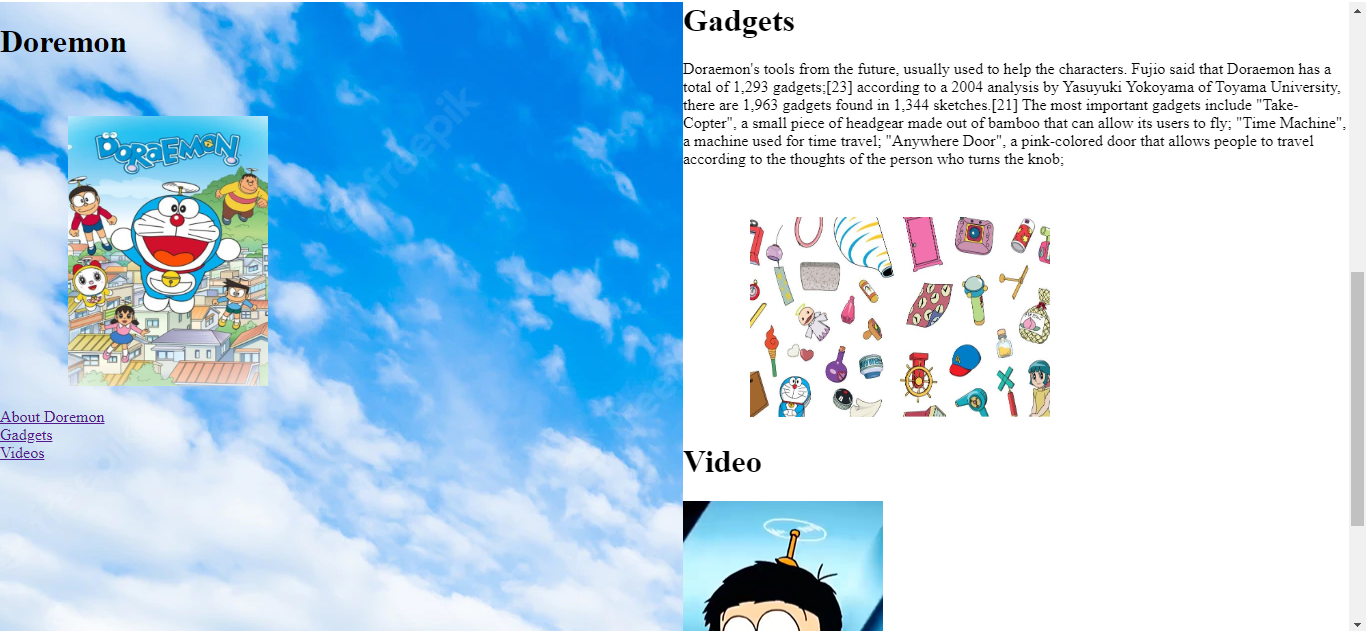 Doremon
DORAEMON
About Doremon
Gadgets
Videos
Gadgets
Doraemon's tools from the future, usually used to help the characters. Fujio said that Doraemon has a
total of 1,293 gadgets;[23] according to a 2004 analysis by Yasuyuki Yokoyama of Toyama University,
there are 1,963 gadgets found in 1,344 sketches.[21] The most important gadgets include "Take-
Copter", a small piece of headgear made out of bamboo that can allow its users to fly; "Time Machine",
a machine used for time travel; "Anywhere Door", a pink-colored door that allows people to travel
according to the thoughts of the person who turns the knob;
Video
freepik